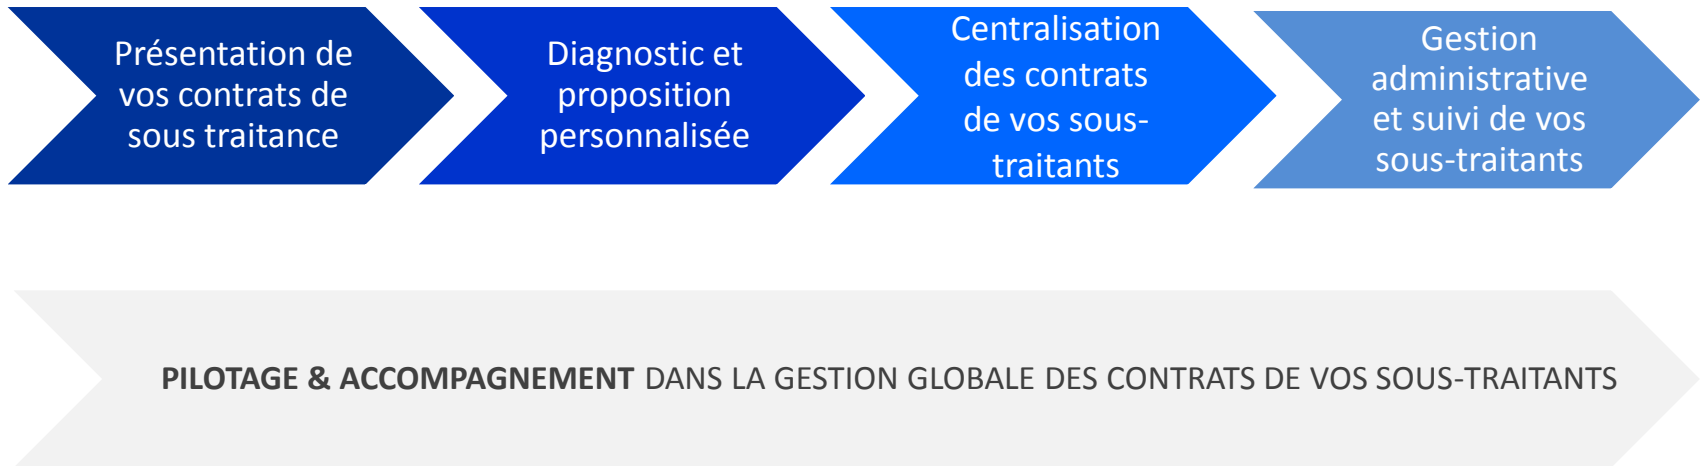 Présentation de
vos contrats de
sous traitance
Diagnostic et
proposition
personnalisée
Centralisation
des contrats
de vos sous-
traitants
Gestion
administrative
et suivi de vos
sous-traitants
PILOTAGE & ACCOMPAGNEMENT DANS LA GESTION GLOBALE DES CONTRATS DE VOS SOUS-TRAITANTS